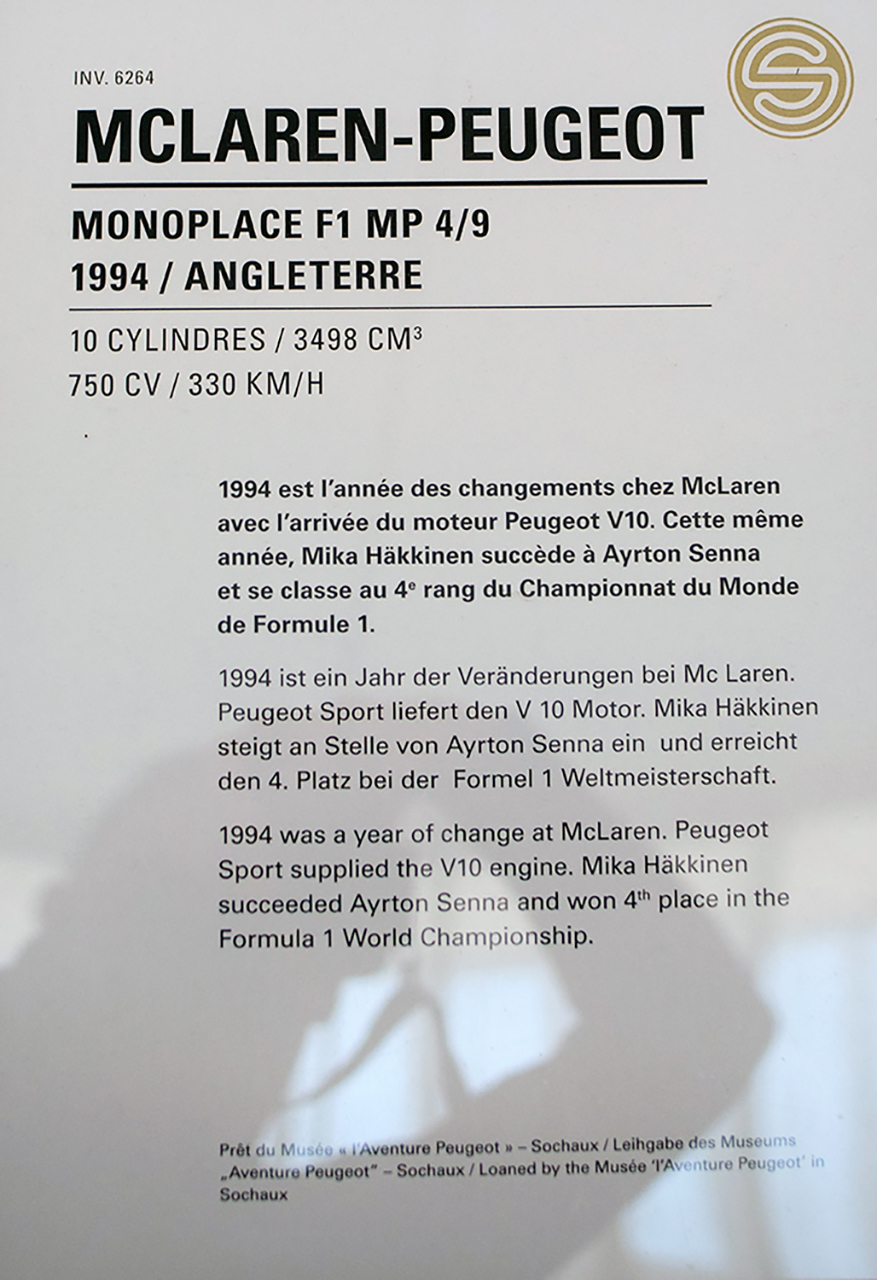 INV. 6264
MCLAREN-PEUGEOT
MONOPLACE F1 MP 4/9
1994 / ANGLETERRE
10 CYLINDRES / 3498 CM³
750 CV / 330 KM/H
1994 est l'année des changements chez McLaren
avec l'arrivée du moteur Peugeot V10. Cette même
année, Mika Häkkinen succède à Ayrton Senna
et se classe au 4e rang du Championnat du Monde
de Formule 1.
1994 ist ein Jahr der Veränderungen bei Mc Laren.
Peugeot Sport liefert den V 10 Motor. Mika Häkkinen
steigt an Stelle von Ayrton Senna ein und erreicht
den 4. Platz bei der Formel 1 Weltmeisterschaft.
1994 was a year of change at McLaren. Peugeot
Sport supplied the V10 engine. Mika Häkkinen
succeeded Ayrton Senna and won 4th place in the
Formula 1 World Championship.
Prêt du Musée « l'Aventure Peugeot » – Sochaux / Leihgabe des Museums
„Aventure Peugeot" – Sochaux / Loaned by the Musée 'l'Aventure Peugeot' in
Sochaux